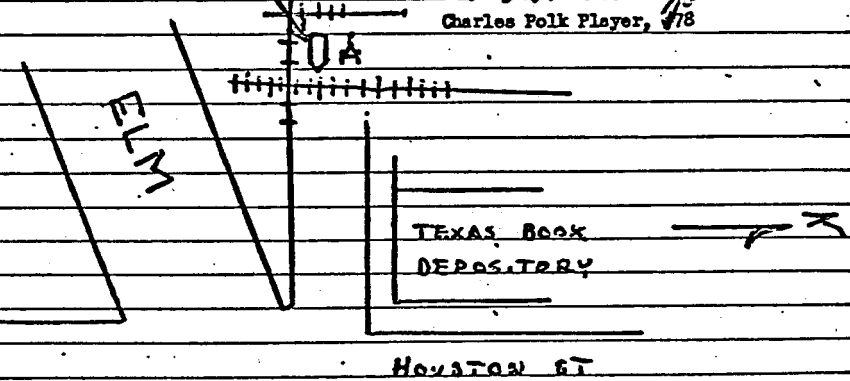 Charles Polk Player, 78
A
ELM
TEXAS BOOK
DEPOSITORY
HOUSTON ST